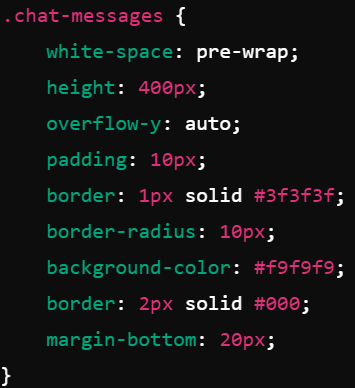 .chat-messages {
    white-space: pre-wrap;
    height: 400px;
    overflow-y: auto;
    padding: 10px;
    border: 1px solid #3f3f3f;
    border-radius: 10px;
    background-color: #f9f9f9;
    border: 2px solid #000;
    margin-bottom: 20px;
}